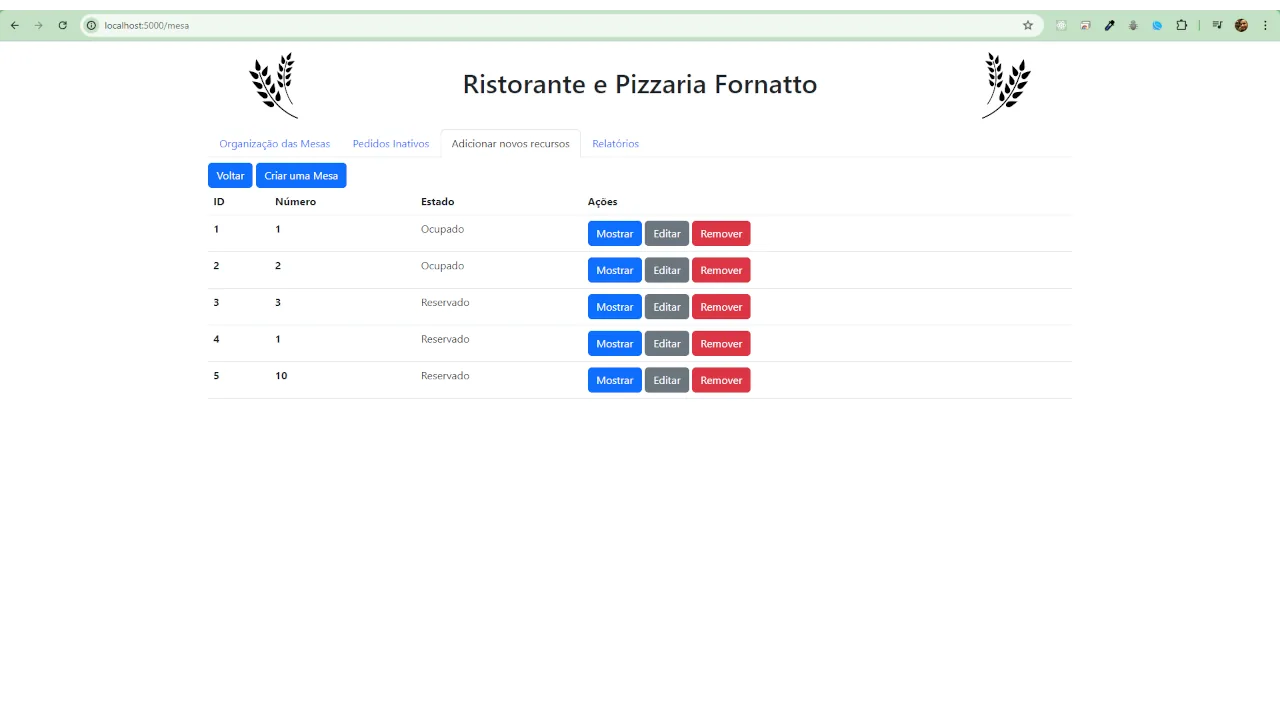 localhost:5000/mesa
Ristorante e Pizzaria Fornatto
Organização das Mesas Pedidos Inativos Adicionar novos recursos Relatórios
Voltar Criar uma Mesa
ID Número Estado Ações
1 1 Ocupado Mostrar Editar Remover
2 2 Ocupado Mostrar Editar Remover
3 3 Reservado Mostrar Editar Remover
4 1 Reservado Mostrar Editar Remover
5 10 Reservado Mostrar Editar Remover